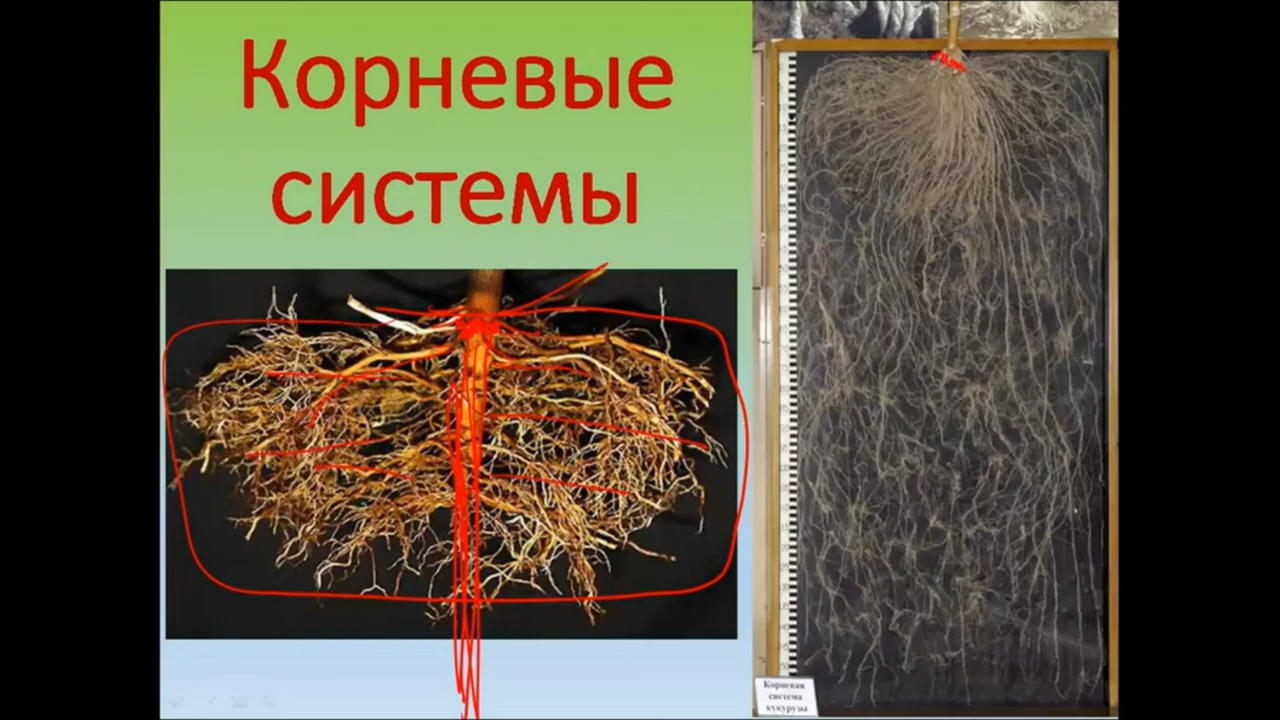 Корневые
системы
Корневая
система
кукурузы